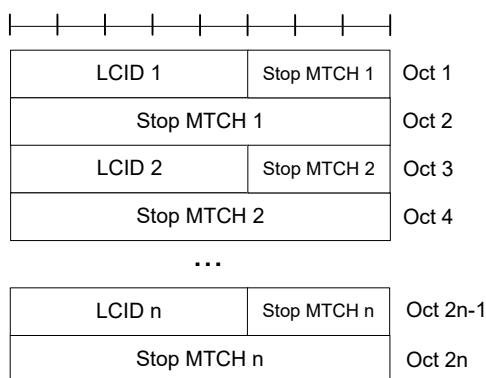 LCID 1 Stop MTCH 1 Oct 1
Stop MTCH 1 Oct 2
LCID 2 Stop MTCH 2 Oct 3
Stop MTCH 2 Oct 4
...
LCID n Stop MTCH n Oct 2n-1
Stop MTCH n Oct 2n